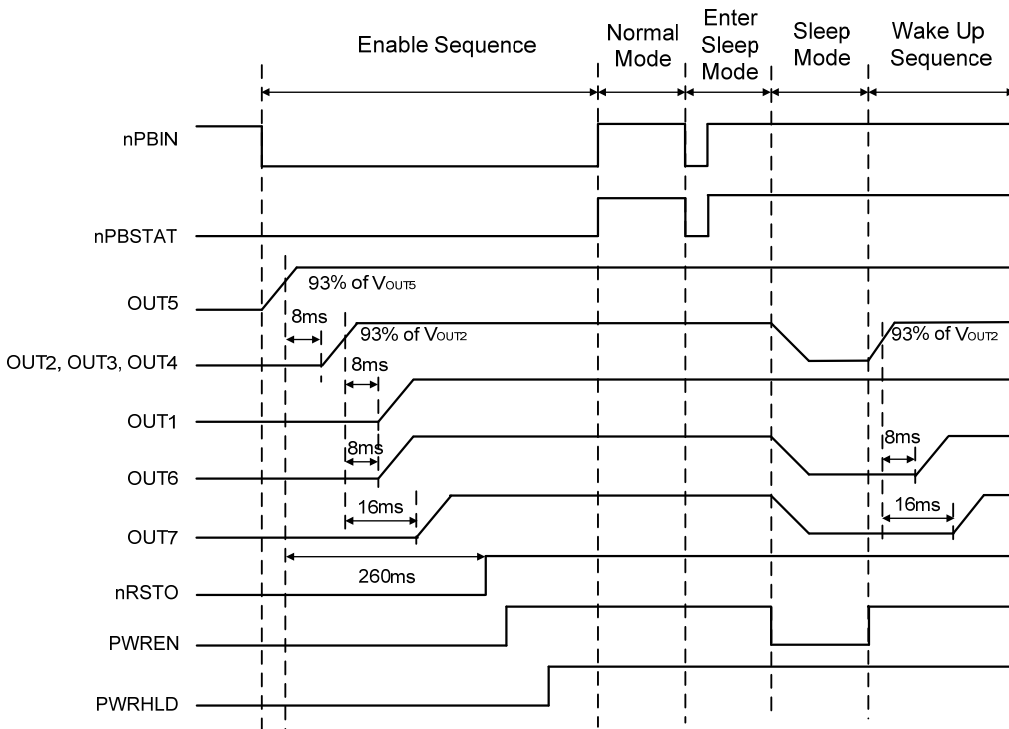 Enable Sequence
Normal
Mode
Enter
Sleep
Mode
Sleep
Mode
Wake Up
Sequence
nPBIN
nPBSTAT
OUT5
93% of VOUT5
8ms
OUT2, OUT3, OUT4
93% of VOUT2
93% of VOUT2
8ms
OUT1
8ms
8ms
OUT6
16ms
16ms
OUT7
260ms
nRSTO
PWREN
PWRHLD